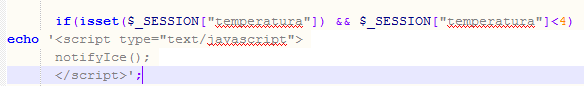 if(isset($_SESSION["temperatura"]) && $_SESSION["temperatura"]<4)
echo '<script type="text/javascript">
notifyIce();
</script>';